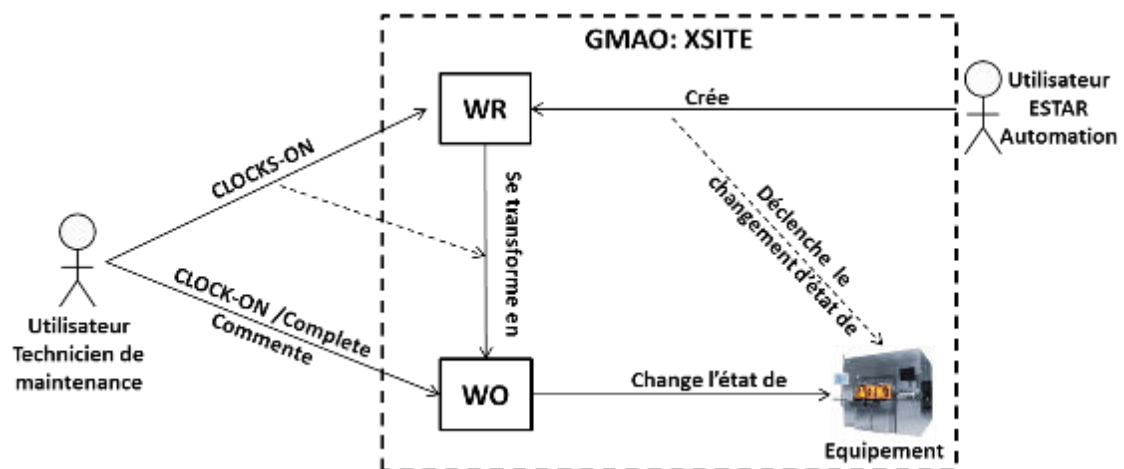 GMAO: XSITE
WR
Crée
Utilisateur
ESTAR
Automation
CLOCKS-ON
Se transforme en
Déclenche le
changement d'état de
CLOCK-ON /Complete
Commente
Utilisateur
Technicien de
maintenance
WO
Change l'état de
Equipement